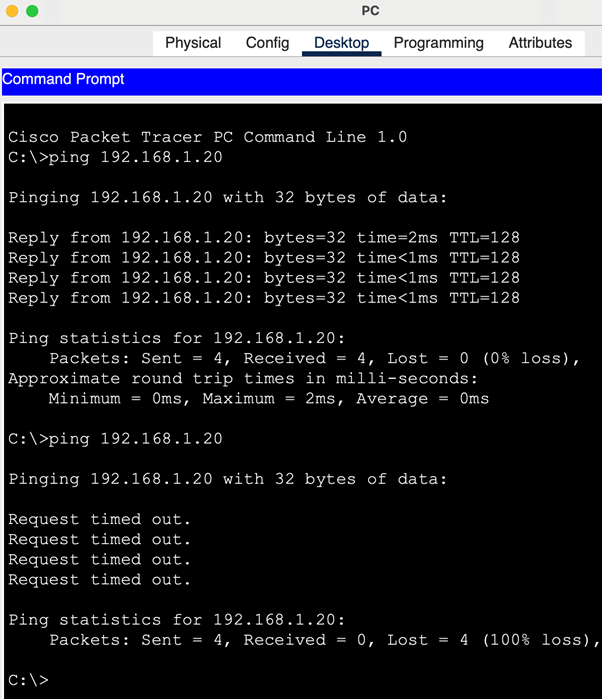 PC
Physical Config Desktop Programming Attributes
Command Prompt
Cisco Packet Tracer PC Command Line 1.0
C:\>ping 192.168.1.20
Pinging 192.168.1.20 with 32 bytes of data:
Reply from 192.168.1.20: bytes=32 time=2ms TTL=128
Reply from 192.168.1.20: bytes=32 time<1ms TTL=128
Reply from 192.168.1.20: bytes=32 time<1ms TTL=128
Reply from 192.168.1.20: bytes=32 time<1ms TTL=128
Ping statistics for 192.168.1.20:
Packets: Sent = 4, Received = 4, Lost = 0 (0% loss),
Approximate round trip times in milli-seconds:
Minimum = 0ms, Maximum = 2ms, Average = 0ms
C:\>ping 192.168.1.20
Pinging 192.168.1.20 with 32 bytes of data:
Request timed out.
Request timed out.
Request timed out.
Request timed out.
Ping statistics for 192.168.1.20:
Packets: Sent = 4, Received = 0, Lost = 4 (100% loss),
C:\>